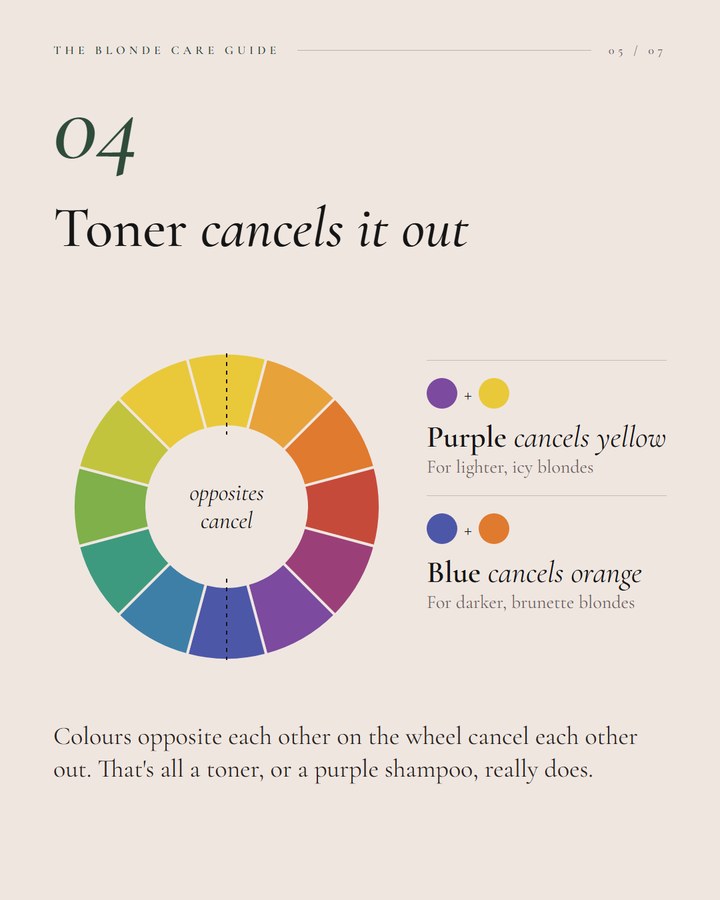 THE BLONDE CARE GUIDE
05 / 07
04
Toner cancels it out
opposites
cancel
+
Purple cancels yellow
For lighter, icy blondes
+
Blue cancels orange
For darker, brunette blondes
Colours opposite each other on the wheel cancel each other
out. That's all a toner, or a purple shampoo, really does.